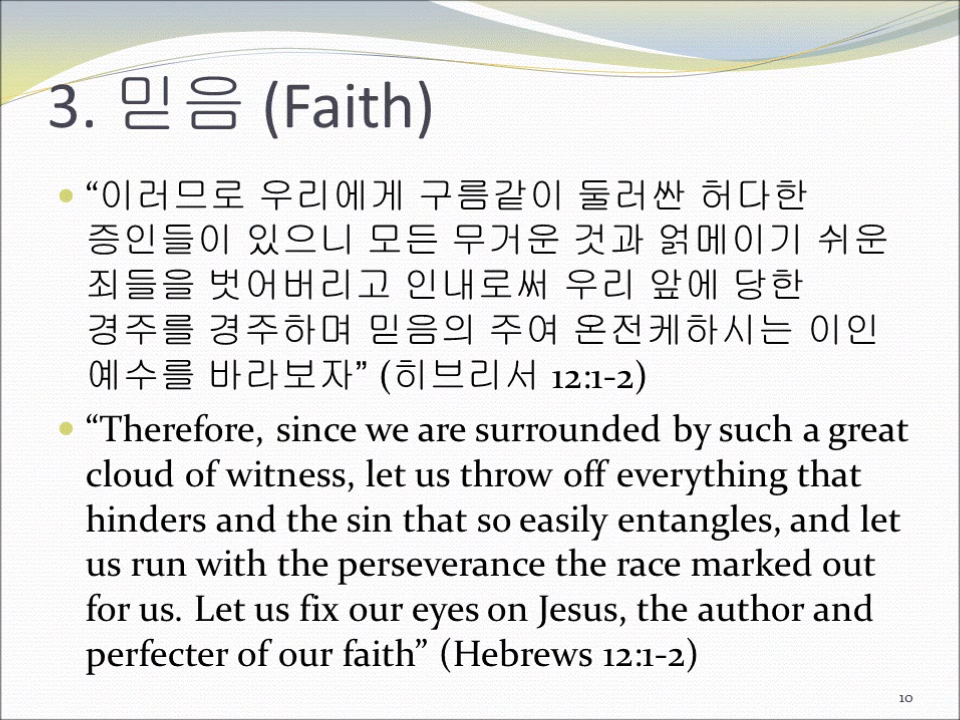 3. 믿음 (Faith)
“이러므로 우리에게 구름같이 둘러싼 허다한
증인들이 있으니 모든 무거운 것과 얽메이기 쉬운
죄들을 벗어버리고 인내로써 우리 앞에 당한
경주를 경주하며 믿음의 주여 온전케하시는 이인
예수를 바라보자” (히브리서 12:1-2)
“Therefore, since we are surrounded by such a great
cloud of witness, let us throw off everything that
hinders and the sin that so easily entangles, and let
us run with the perseverance the race marked out
for us. Let us fix our eyes on Jesus, the author and
perfecter of our faith” (Hebrews 12:1-2)
10